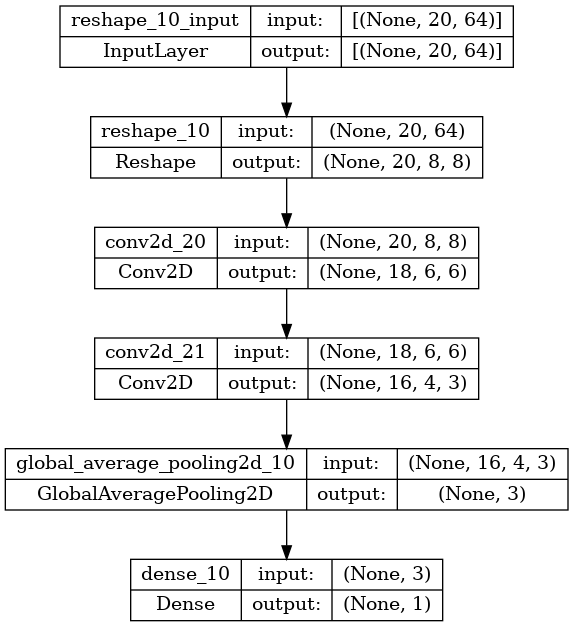 reshape_10_input input: [(None, 20, 64)]
InputLayer output: [(None, 20, 64)]
reshape_10 input: (None, 20, 64)
Reshape output: (None, 20, 8, 8)
conv2d_20 input: (None, 20, 8, 8)
Conv2D output: (None, 18, 6, 6)
conv2d_21 input: (None, 18, 6, 6)
Conv2D output: (None, 16, 4, 3)
global_average_pooling2d_10 input: (None, 16, 4, 3)
GlobalAveragePooling2D output: (None, 3)
dense_10 input: (None, 3)
Dense output: (None, 1)